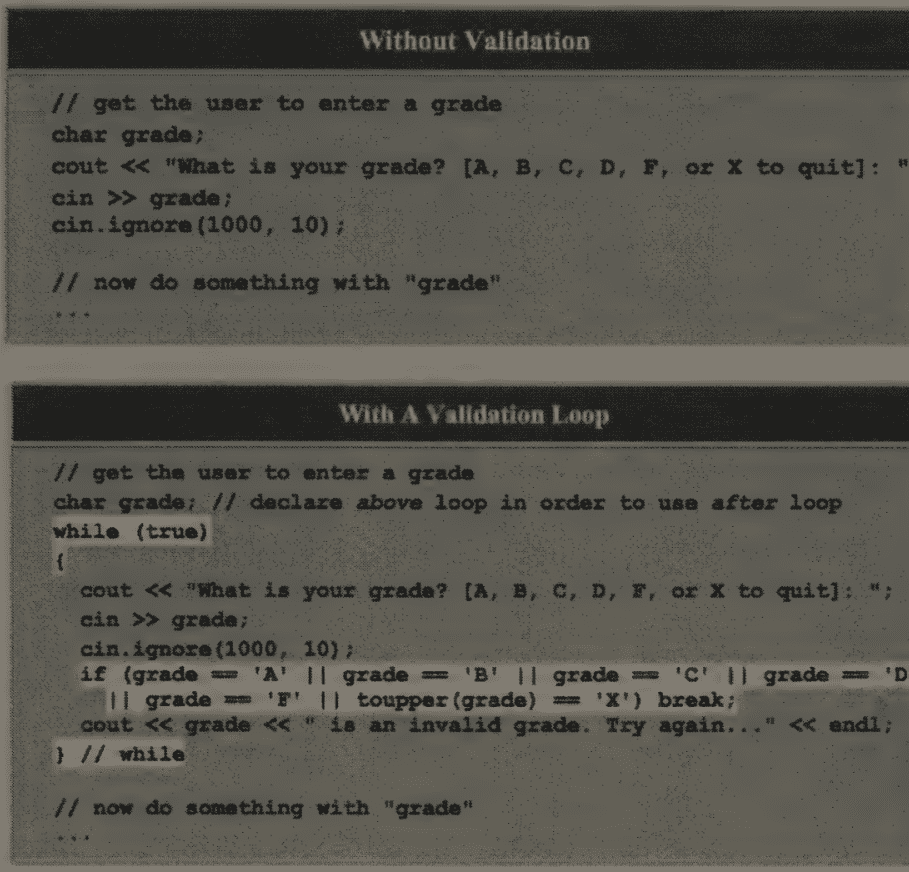 Without Validation
// get the user to enter a grade
char grade;
cout << "What is your grade? [A, B, C, D, F, or X to quit]: "
cin >> grade;
cin.ignore(1000, 10);
// now do something with "grade"
...
With A Validation Loop
// get the user to enter a grade
char grade; // declare above loop in order to use after loop
while (true)
{
cout << "What is your grade? [A, B, C, D, F, or X to quit]: ";
cin >> grade;
cin.ignore(1000, 10);
if (grade == 'A' || grade == 'B' || grade == 'C' || grade == 'D
|| grade == 'F' || toupper(grade) == 'X') break;
cout << grade << " is an invalid grade. Try again..." << endl;
} // while
// now do something with "grade"
...